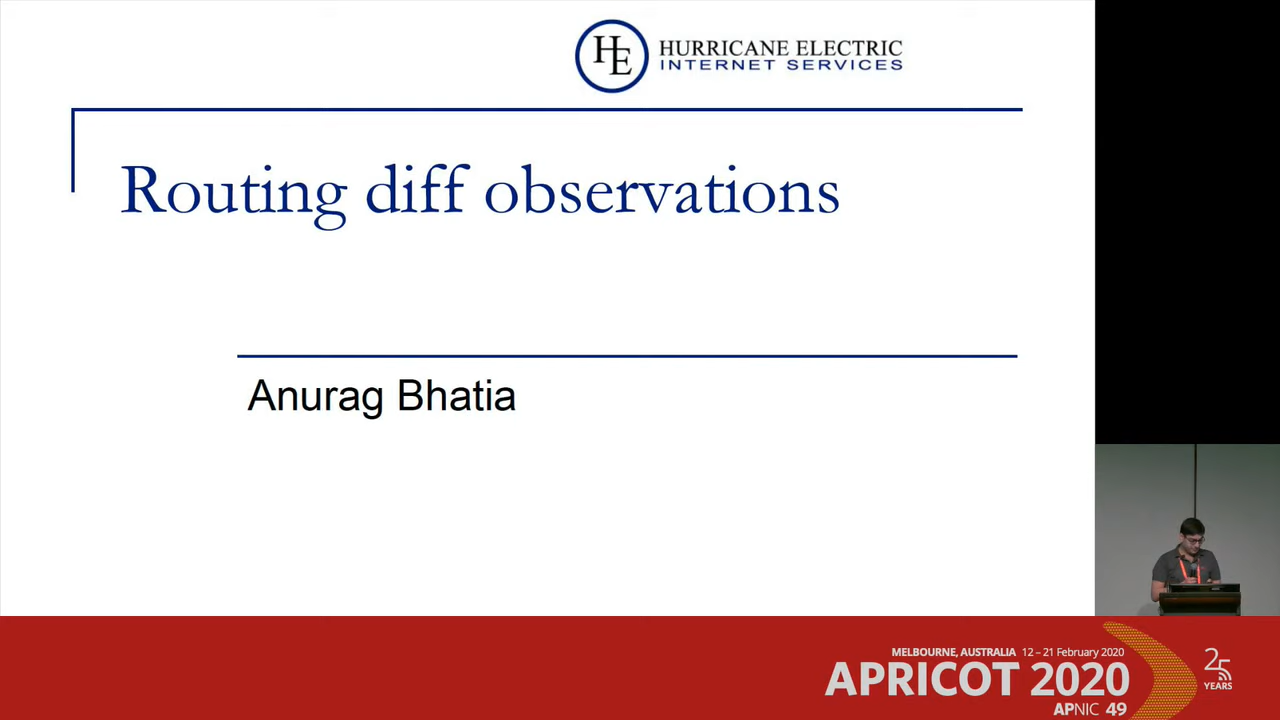 HE
HURRICANE ELECTRIC
INTERNET SERVICES
Routing diff observations
Anurag Bhatia
MELBOURNE, AUSTRALIA 12 – 21 February 2020
APRICOT 2020
APNIC 49
25
YEARS